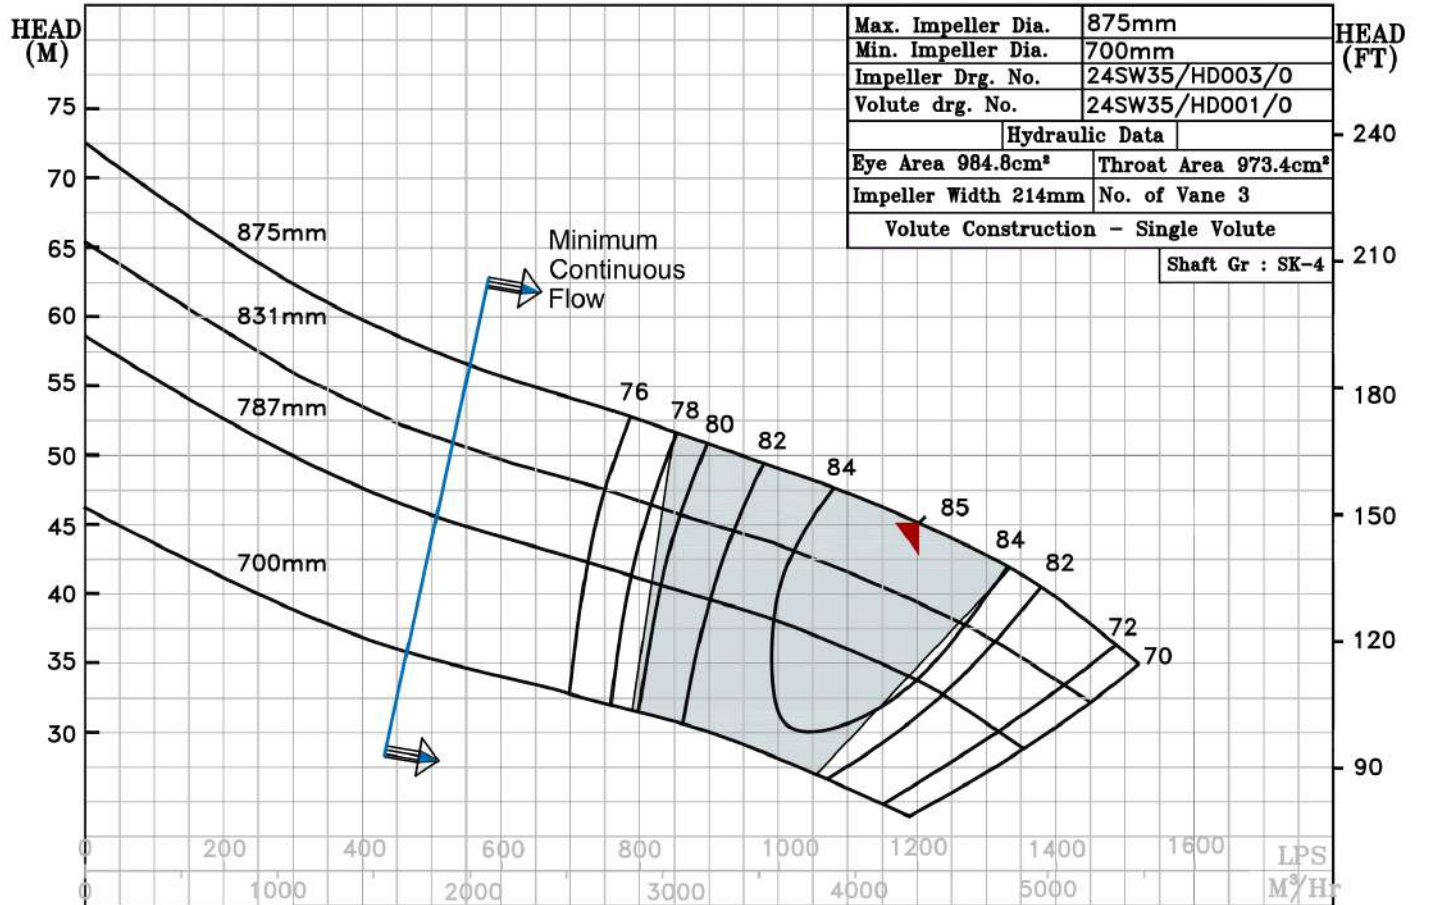 HEAD
(M)
Max. Impeller Dia. 875mm
Min. Impeller Dia. 700mm
Impeller Drg. No. 24SW35/HD003/0
Volute drg. No. 24SW35/HD001/0
Hydraulic Data
Eye Area 984.8cm² Throat Area 973.4cm²
Impeller Width 214mm No. of Vane 3
Volute Construction - Single Volute
Shaft Gr : SK-4
HEAD
(FT)
75
70
65
60
55
50
45
40
35
30
240
210
180
150
120
90
875mm
831mm
787mm
700mm
Minimum
Continuous
Flow
76
78
80
82
84
85
84
82
72
70
0 200 400 600 800 1000 1200 1400 1600 LPS
0 1000 2000 3000 4000 5000 M³/Hr